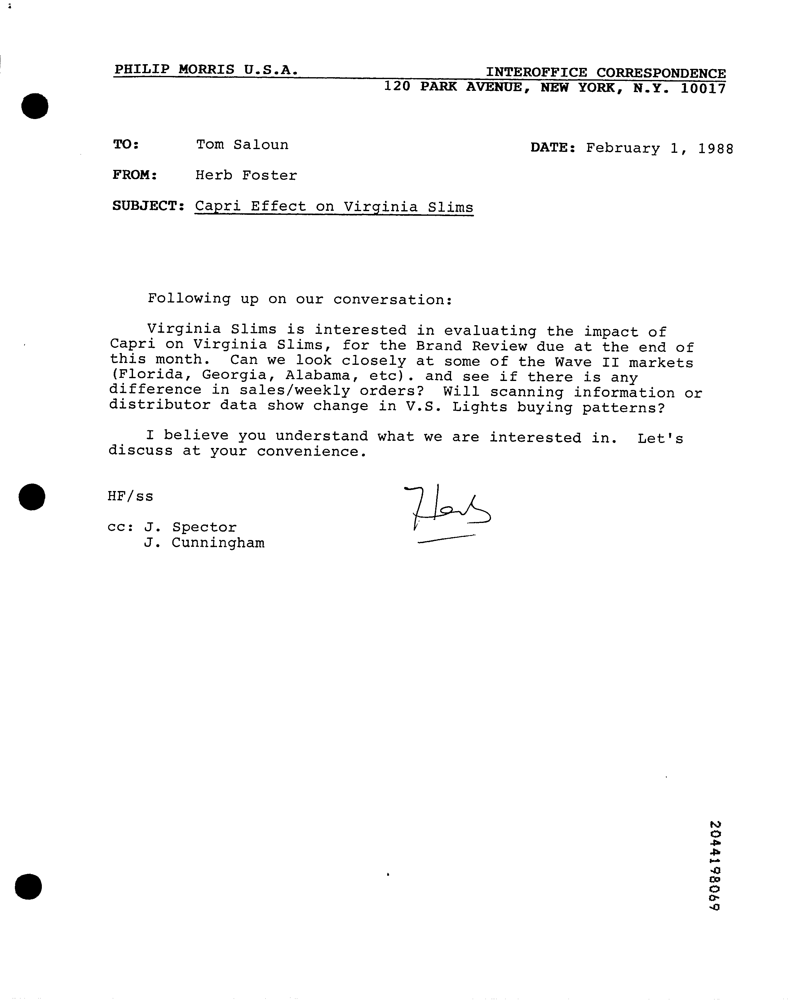 PHILIP MORRIS U.S.A. INTEROFFICE CORRESPONDENCE
120 PARK AVENUE, NEW YORK, N.Y. 10017
TO: Tom Saloun DATE: February 1, 1988
FROM: Herb Foster
SUBJECT: Capri Effect on Virginia Slims
Following up on our conversation:
Virginia Slims is interested in evaluating the impact of
Capri on Virginia Slims, for the Brand Review due at the end of
this month. Can we look closely at some of the Wave II markets
(Florida, Georgia, Alabama, etc). and see if there is any
difference in sales/weekly orders? Will scanning information or
distributor data show change in V.S. Lights buying patterns?
I believe you understand what we are interested in. Let's
discuss at your convenience.
HF/ss
Herb
cc: J. Spector
J. Cunningham
2044198069